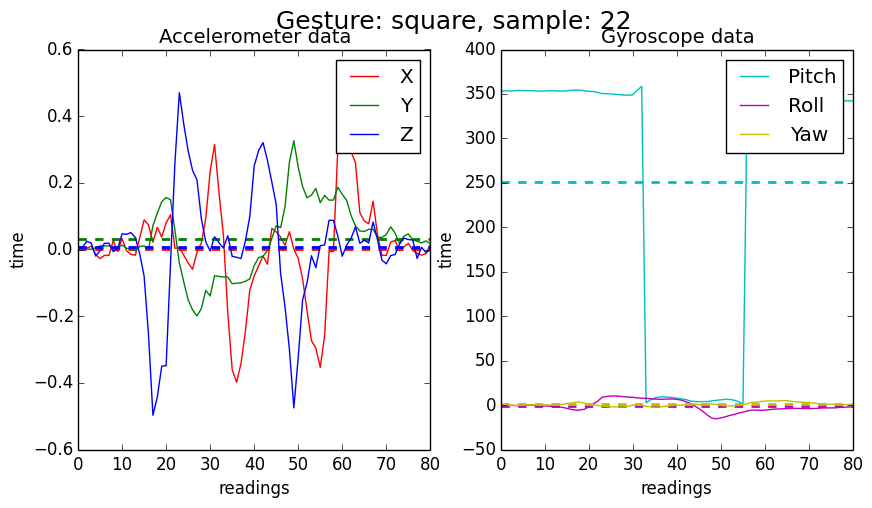 Gesture: square, sample: 22
Accelerometer data
0.6
0.4
0.2
0.0
−0.2
−0.4
−0.6
time
X
Y
Z
0 10 20 30 40 50 60 70 80
readings
Gyroscope data
400
350
300
250
200
150
100
50
0
−50
time
Pitch
Roll
Yaw
0 10 20 30 40 50 60 70 80
readings